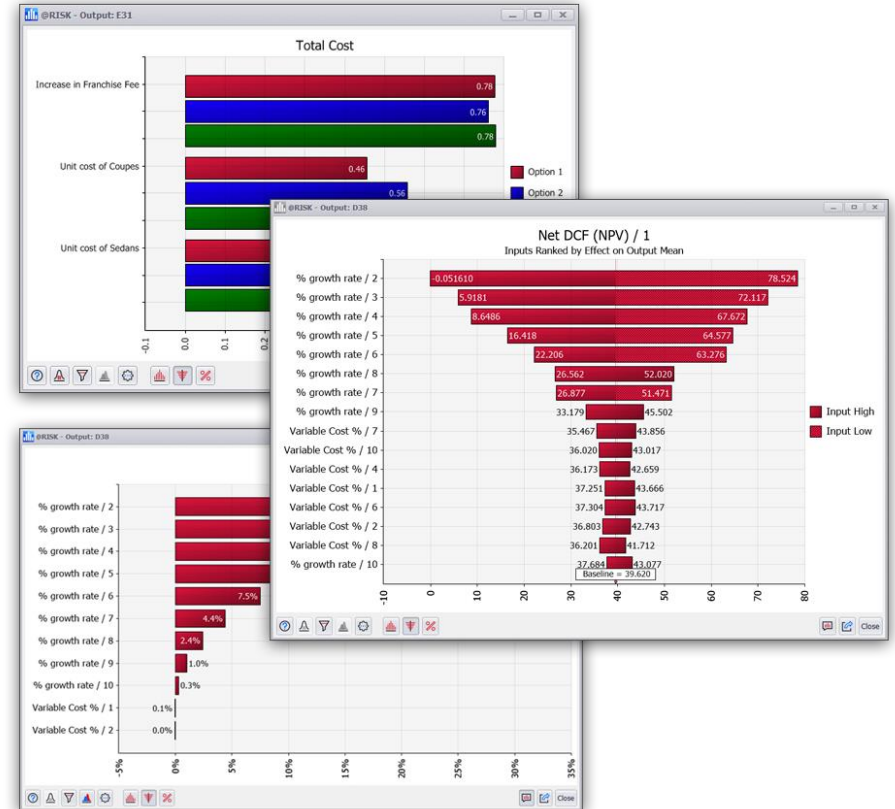 @RISK - Output: E31
Total Cost
Increase in Franchise Fee
0.78
0.76
0.78
Unit cost of Coupes
0.46
0.56
Unit cost of Sedans
Option 1
Option 2
-0.1
0.0
0.1
0.2
@RISK - Output: D38
Net DCF (NPV) / 1
Inputs Ranked by Effect on Output Mean
% growth rate / 2
-0.051610
78.524
% growth rate / 3
5.9181
72.117
% growth rate / 4
8.6486
67.672
% growth rate / 5
16.418
64.577
% growth rate / 6
22.206
63.276
% growth rate / 8
26.562
52.020
% growth rate / 7
26.877
51.471
% growth rate / 9
33.179
45.502
Variable Cost % / 7
35.467
43.856
Variable Cost % / 10
36.020
43.017
Variable Cost % / 4
36.173
42.659
Variable Cost % / 1
37.251
43.666
Variable Cost % / 6
37.304
43.717
Variable Cost % / 2
36.803
42.743
Variable Cost % / 8
36.201
41.712
% growth rate / 10
37.684
43.077
Baseline = 39.620
Input High
Input Low
-10
0
10
20
30
40
50
60
70
80
Close
@RISK - Output: D38
% growth rate / 2
% growth rate / 3
% growth rate / 4
% growth rate / 5
% growth rate / 6
7.5%
% growth rate / 7
4.4%
% growth rate / 8
2.4%
% growth rate / 9
1.0%
% growth rate / 10
0.3%
Variable Cost % / 1
0.1%
Variable Cost % / 2
0.0%
-5%
0%
5%
10%
15%
20%
25%
30%
35%
Close